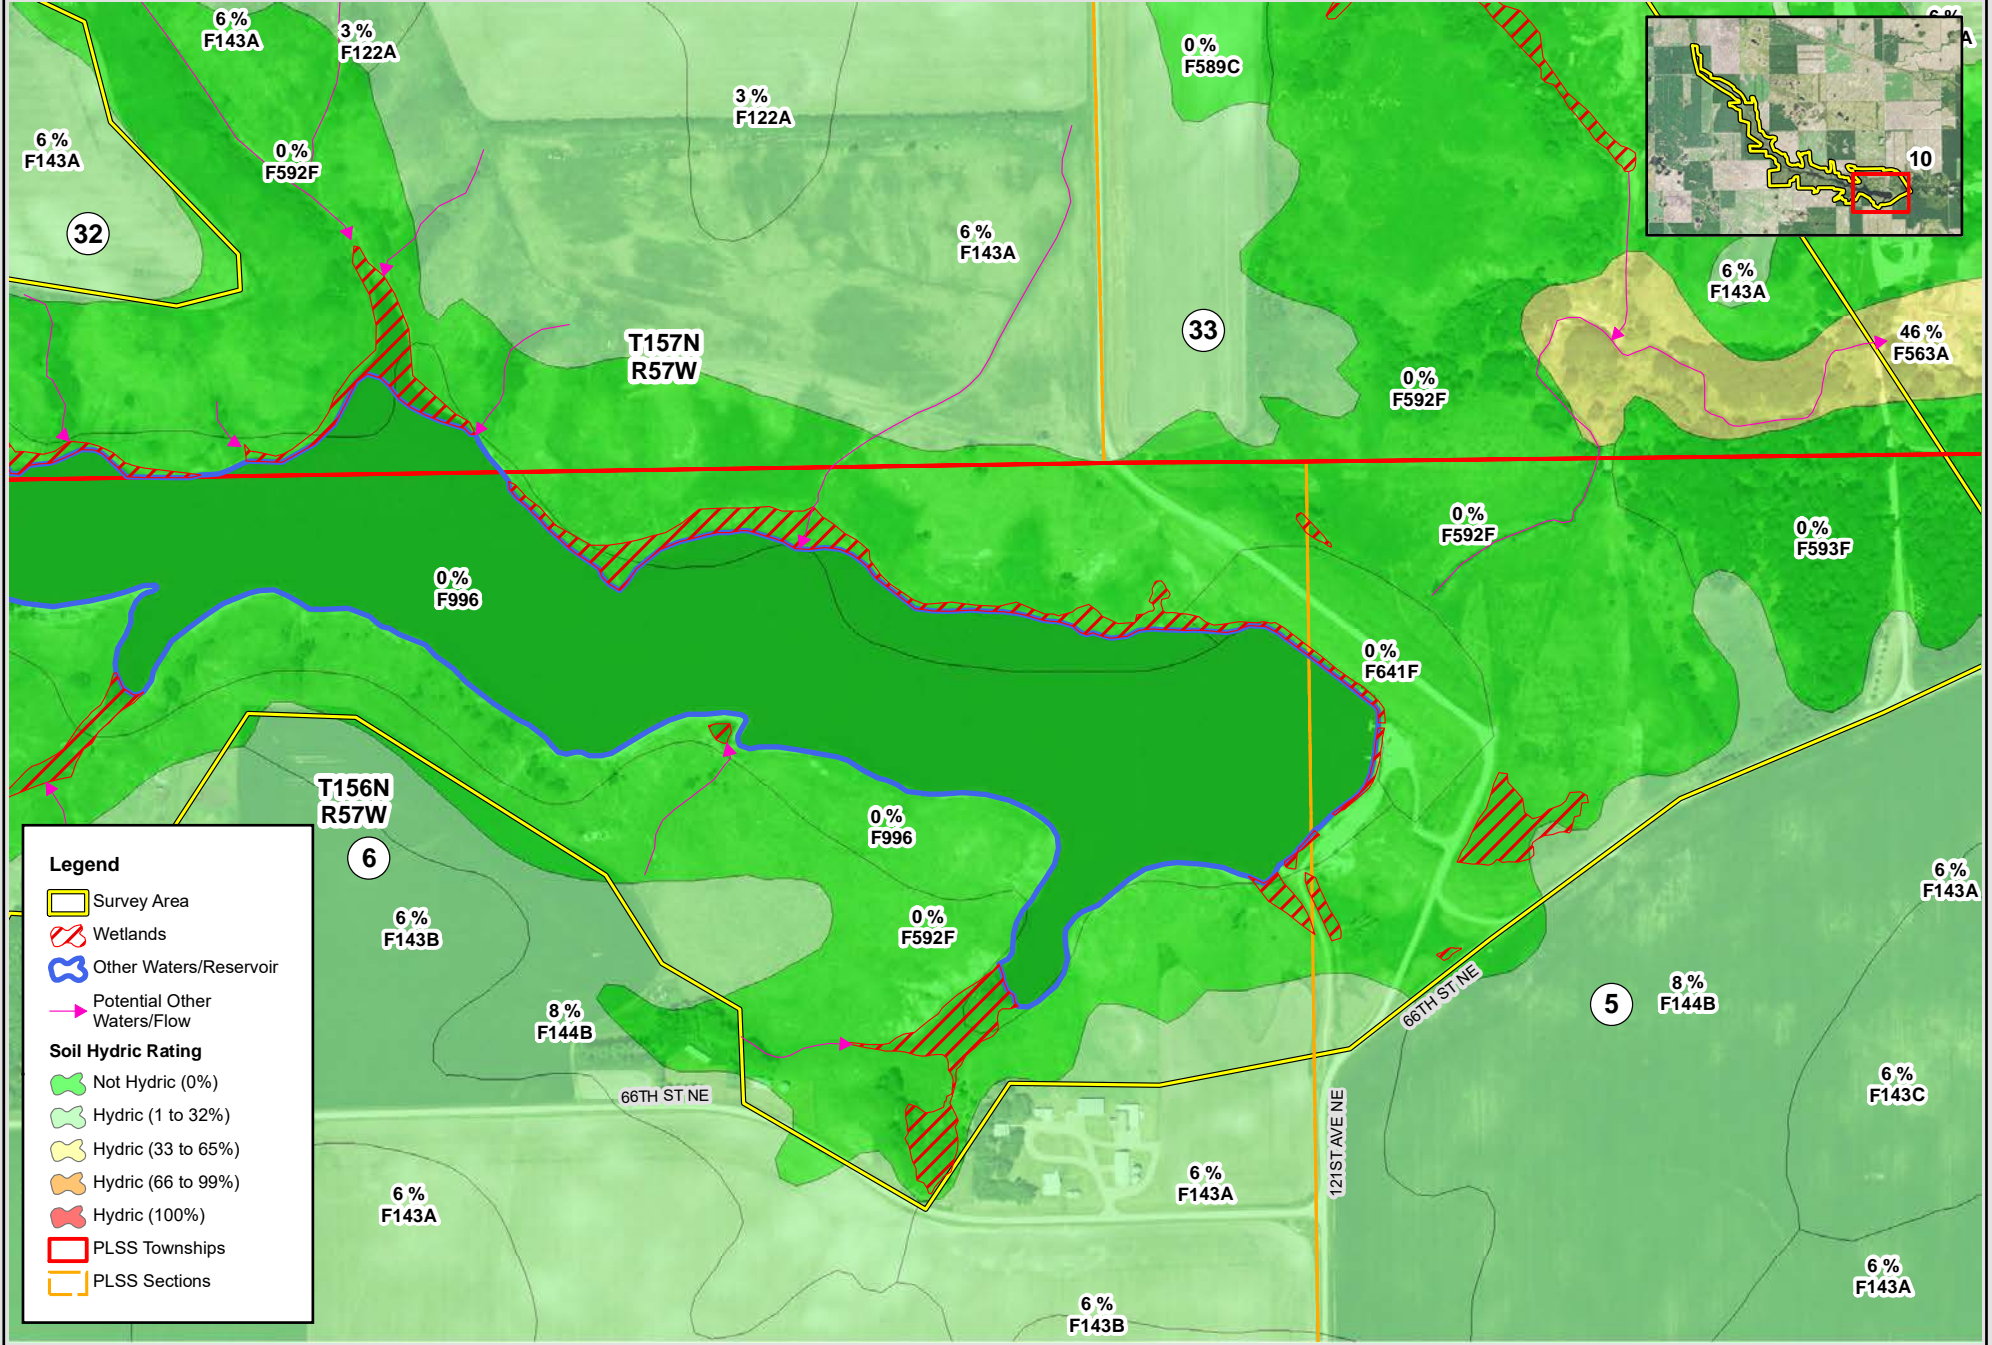 6 %
F143A
3 %
F122A
0 %
F589C
6 %
A
3 %
F122A
6 %
F143A
0 %
F592F
10
32
6 %
F143A
6 %
F143A
33
T157N
R57W
46 %
F563A
0 %
F592F
0 %
F592F
0 %
F593F
0 %
F996
0 %
F641F
T156N
R57W
6
0 %
F996
6 %
F143A
6 %
F143B
0 %
F592F
8 %
F144B
66TH ST NE
5
8 %
F144B
66TH ST NE
121ST AVE NE
6 %
F143C
6 %
F143A
6 %
F143A
6 %
F143A
6 %
F143B
Legend
Survey Area
Wetlands
Other Waters/Reservoir
Potential Other
Waters/Flow
Soil Hydric Rating
Not Hydric (0%)
Hydric (1 to 32%)
Hydric (33 to 65%)
Hydric (66 to 99%)
Hydric (100%)
PLSS Townships
PLSS Sections